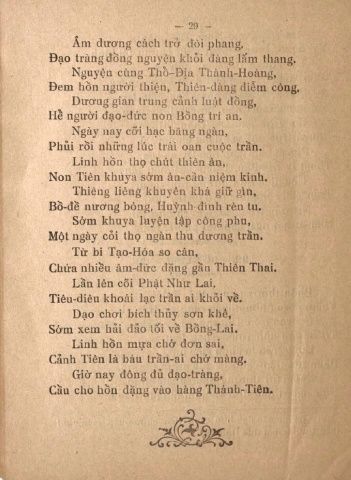 — 29 —
Ẩm dương cách trở đòi phang,
Đạo tràng đồng nguyện khỏi đàng lầm thang.
Nguyện cùng Thổ-Địa Thành-Hoàng,
Đem hồn người thiện, Thiên-đàng điềm công,
Dương gian trung cảnh luật đồng,
Hề người đạo-đức non Bồng trí an.
Ngày nay cõi hạc băng ngàn,
Phủi rồi những lúc trái oan cuộc trần.
Linh hồn thọ chút thiên ân,
Non Tiên khuya sớm ân-cần niệm kinh.
Thiêng liêng khuyên khá giữ gìn,
Bồ-đề nương bóng, Huỳnh-đình rèn tu.
Sớm khuya luyện tập công phu,
Một ngày cõi thọ ngàn thu dương trần.
Từ bi Tạo-Hóa so cân,
Chứa nhiều âm-đức dặng gần Thiên Thai.
Lần lên cõi Phật Như Lai,
Tiêu-diêu khoái lạc trần ai khỏi về.
Dạo chơi bích thủy sơn khê,
Sớm xem hải đảo tối về Bồng-Lai.
Linh hồn mựa chớ đơn sai,
Cảnh Tiên là báu trần-ai chớ màng.
Giờ nay đông đủ đạo-tràng,
Cầu cho hồn dặng vào hàng Thánh-Tiên.